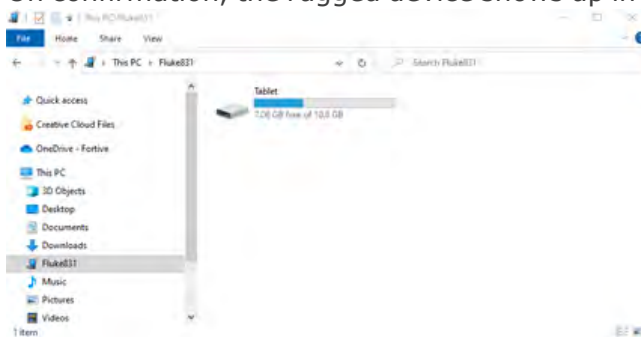 On confirmation, the rugged device shows up in
This PC\Fluke831
File Home Share View
This PC > Fluke831
Search Fluke831
Quick access
Creative Cloud Files
OneDrive - Fortive
This PC
3D Objects
Desktop
Documents
Downloads
Fluke831
Music
Pictures
Videos
Tablet
7,06 GB free of 10,8 GB
1 item